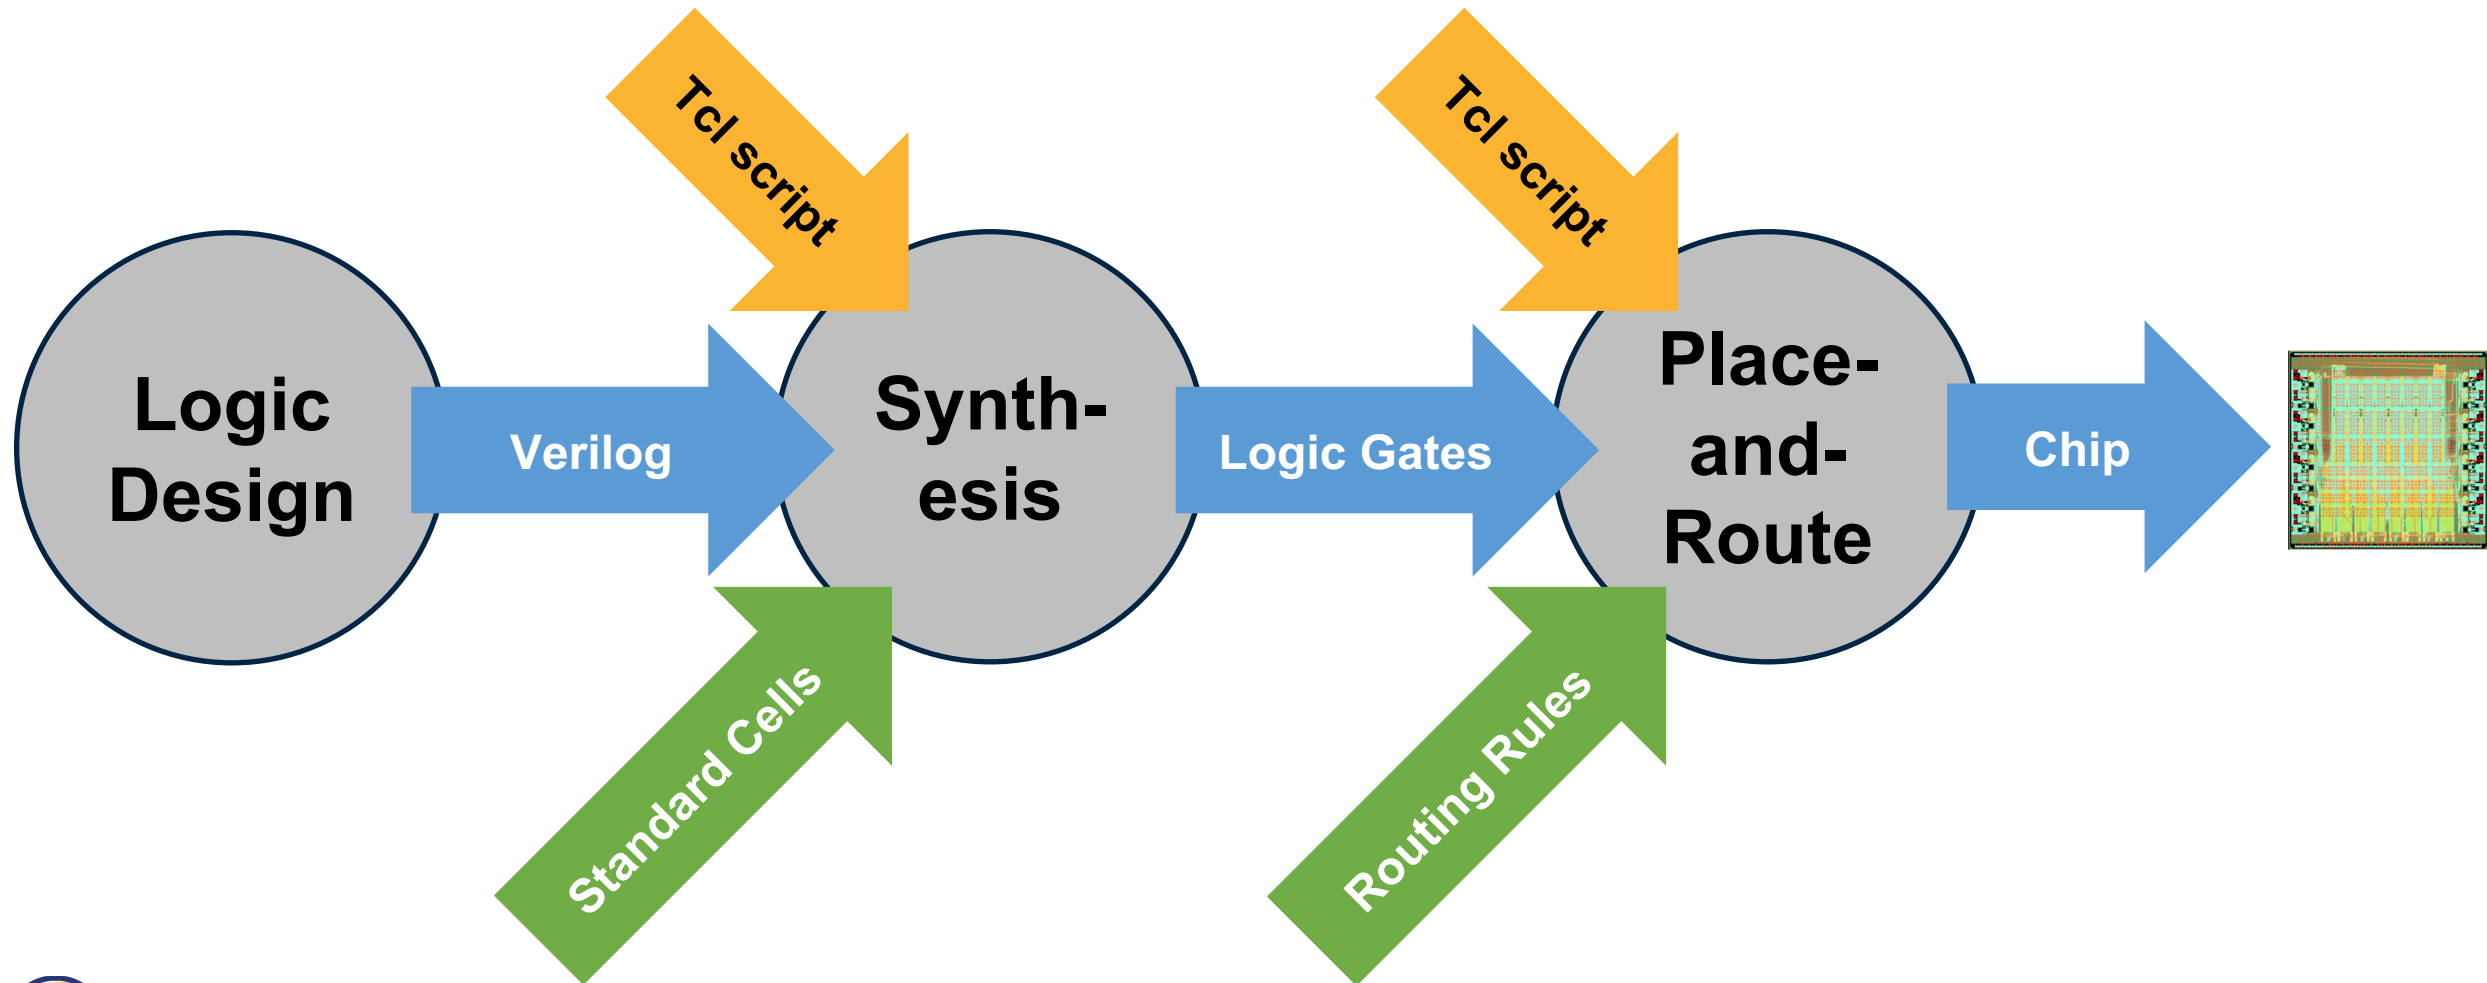 Tcl script
Tcl script
Logic
Design
Verilog
Synth-
esis
Logic Gates
Place-
and-
Route
Chip
Standard Cells
Routing Rules